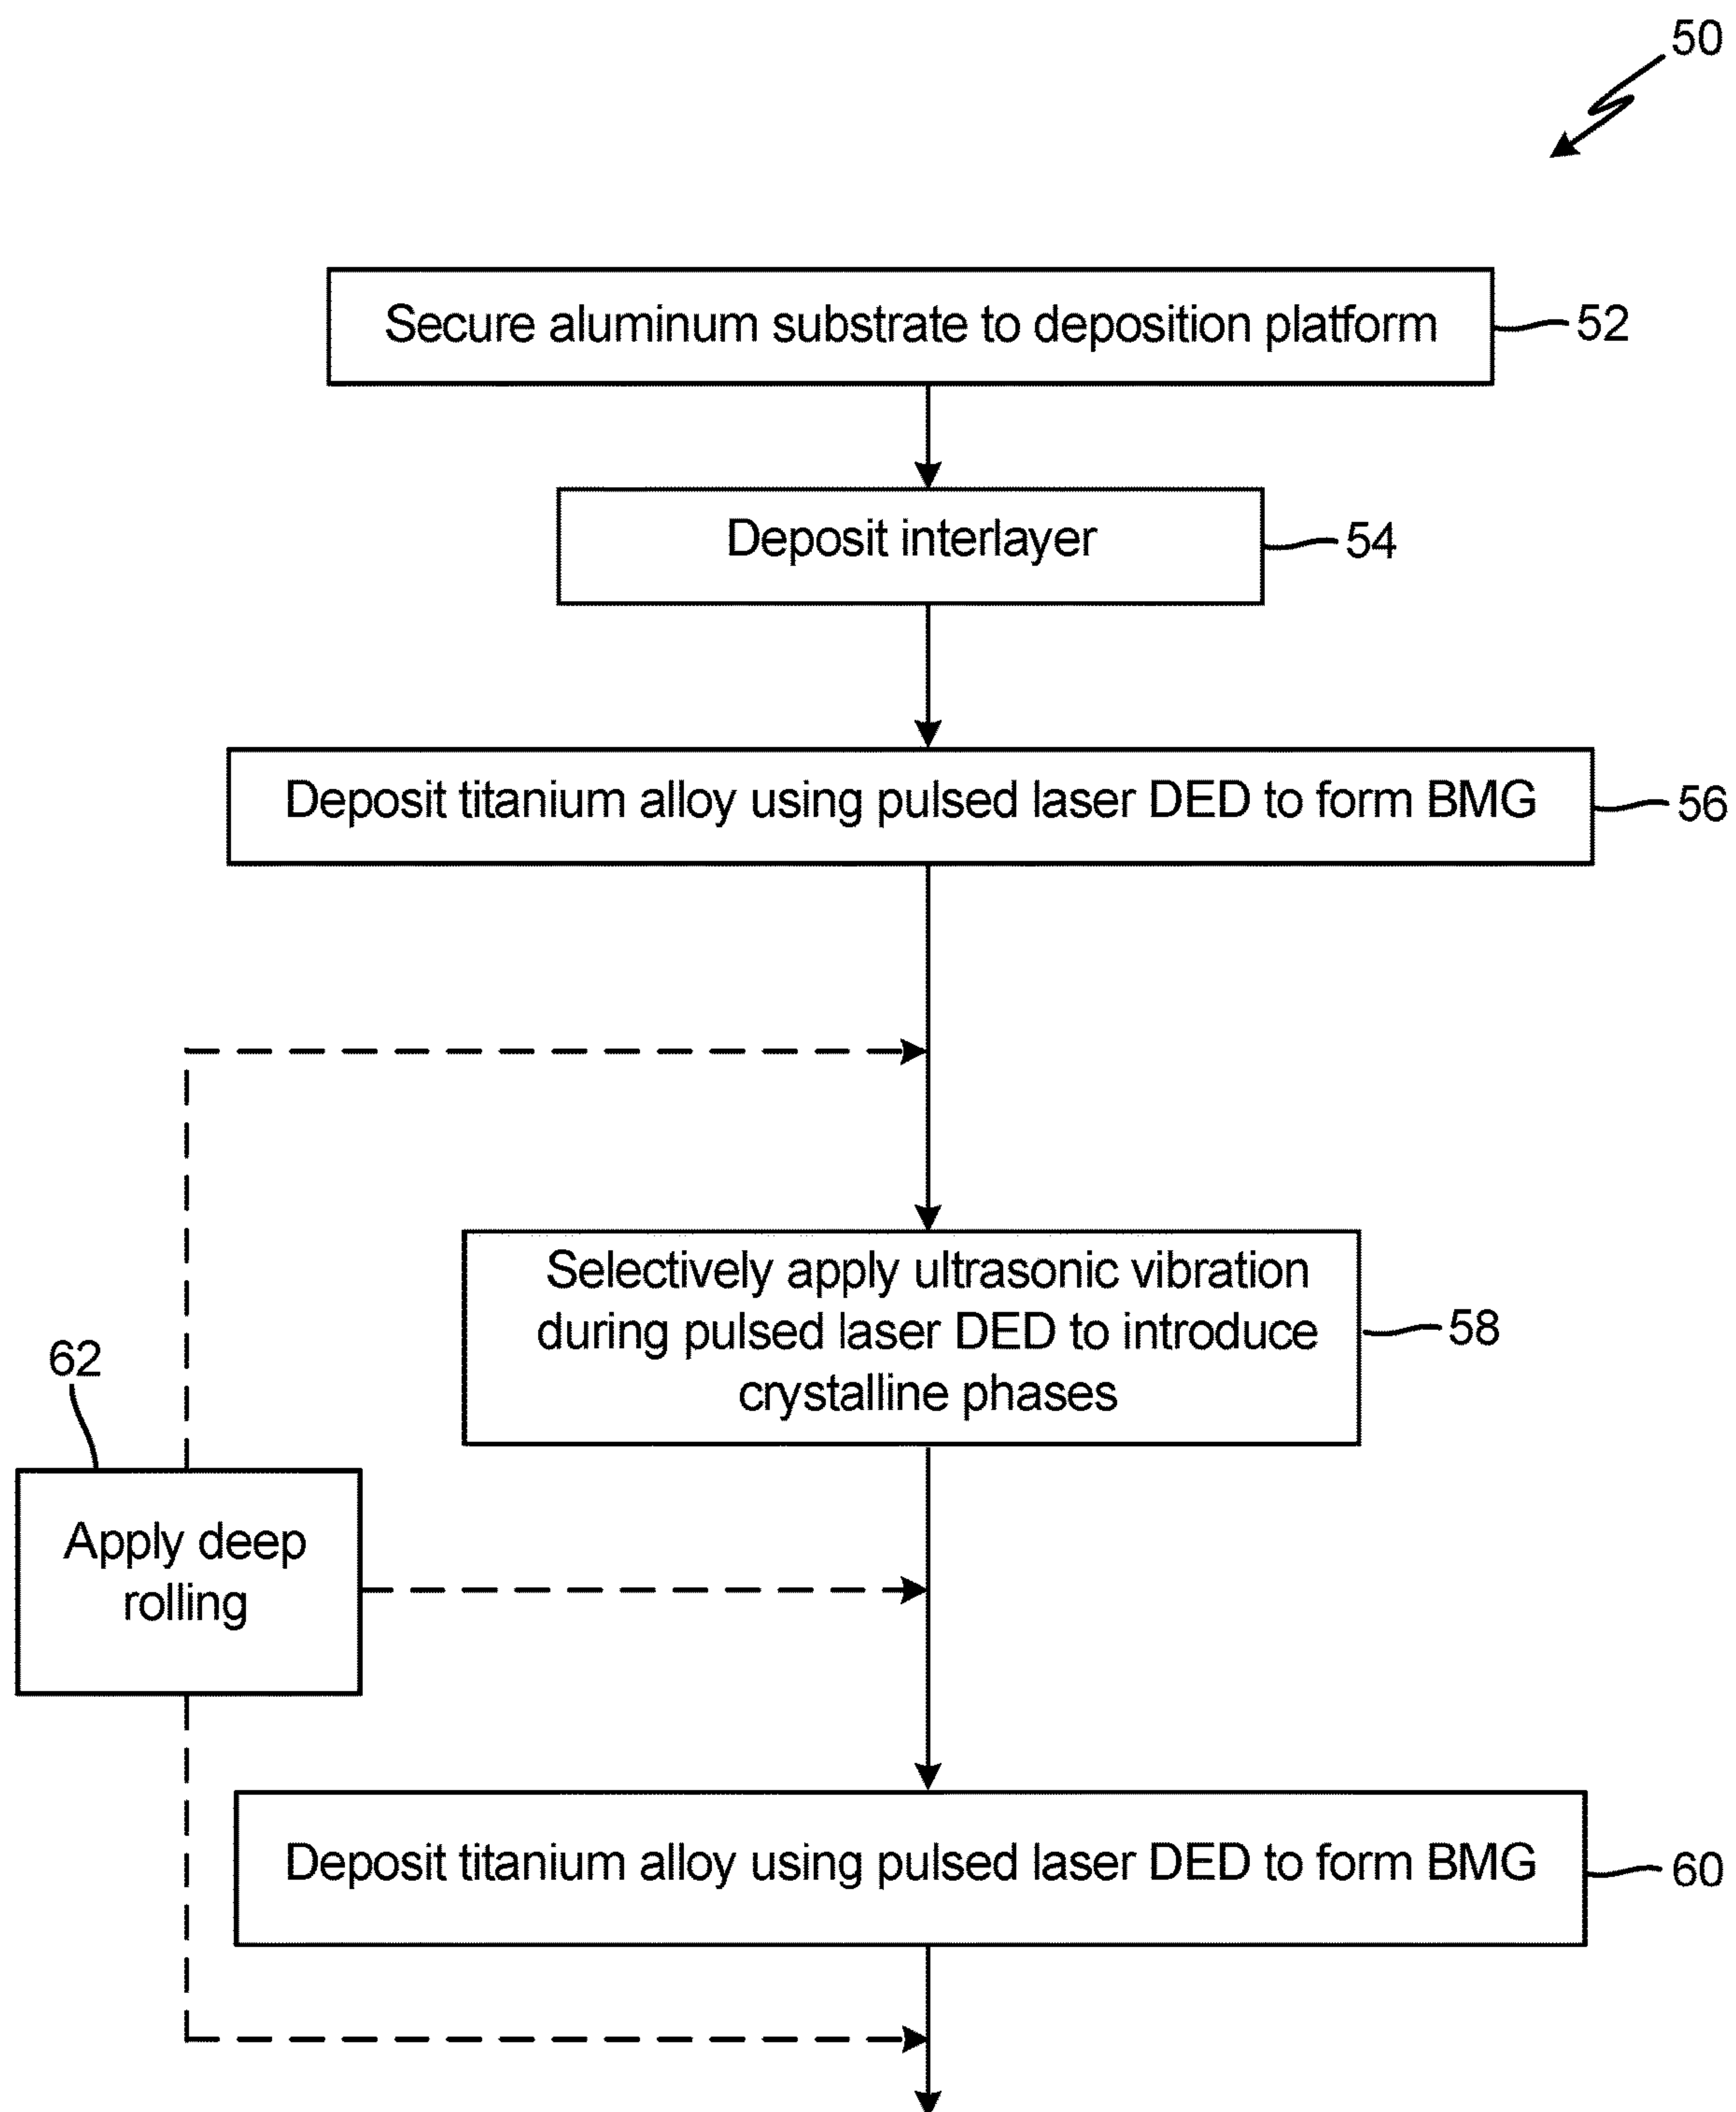 50
Secure aluminum substrate to deposition platform
52
Deposit interlayer
54
Deposit titanium alloy using pulsed laser DED to form BMG
56
Selectively apply ultrasonic vibration
during pulsed laser DED to introduce
crystalline phases
58
62
Apply deep
rolling
Deposit titanium alloy using pulsed laser DED to form BMG
60